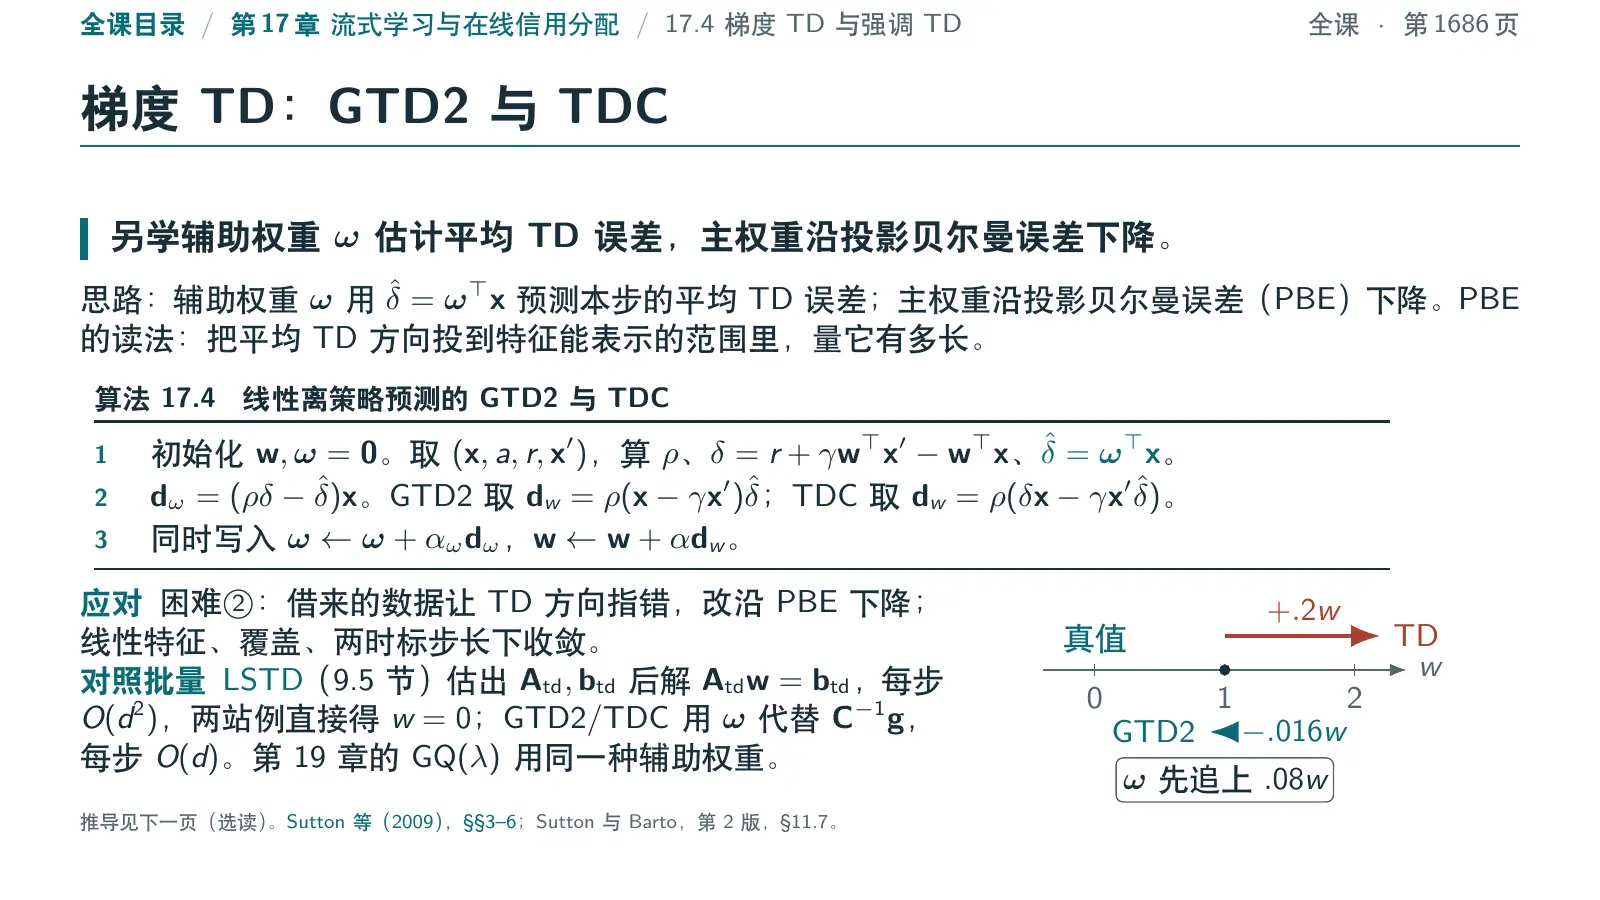 全课目录 / 第 17 章 流式学习与在线信用分配 / 17.4 梯度 TD 与强调 TD
全课 · 第 1686 页
梯度 TD：GTD2 与 TDC
另学辅助权重 ω 估计平均 TD 误差，主权重沿投影贝尔曼误差下降。
思路：辅助权重 ω 用 δ̂ = ω⊤x 预测本步的平均 TD 误差；主权重沿投影贝尔曼误差（PBE）下降。PBE
的读法：把平均 TD 方向投到特征能表示的范围里，量它有多长。
算法 17.4 线性离策略预测的 GTD2 与 TDC
1 初始化 w, ω = 0。取 (x, a, r, x′)，算 ρ、δ = r + γw⊤x′ − w⊤x、δ̂ = ω⊤x。
2 dω = (ρδ − δ̂)x。GTD2 取 dw = ρ(x − γx′)δ̂；TDC 取 dw = ρ(δx − γx′δ̂)。
3 同时写入 ω ← ω + αωdω，w ← w + αdw。
应对 困难②：借来的数据让 TD 方向指错，改沿 PBE 下降；
线性特征、覆盖、两时标步长下收敛。
对照批量 LSTD（9.5 节）估出 Atd, btd 后解 Atdw = btd，每步
O(d²)，两站例直接得 w = 0；GTD2/TDC 用 ω 代替 C⁻¹g，
每步 O(d)。第 19 章的 GQ(λ) 用同一种辅助权重。
+.2w
真值
TD
w
0 1 2
GTD2 −.016w
ω 先追上 .08w
推导见下一页（选读）。Sutton 等 (2009)，§§3–6；Sutton 与 Barto，第 2 版，§11.7。